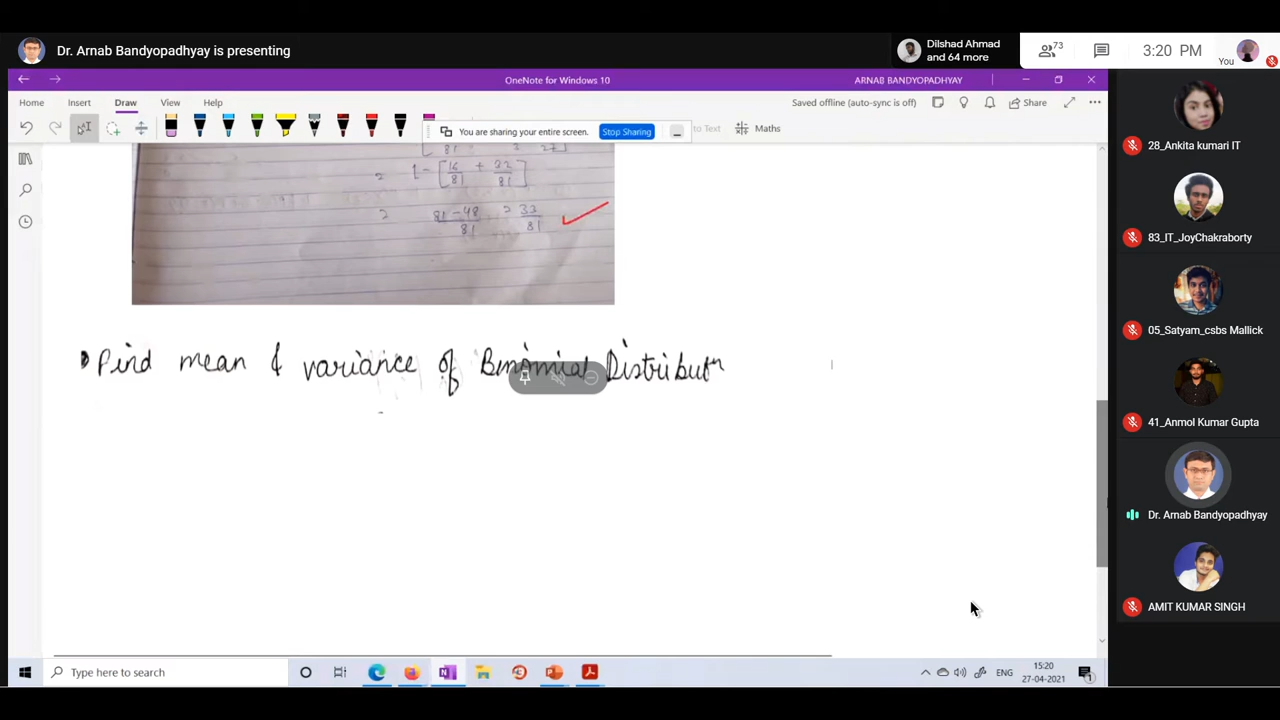 Dr. Arnab Bandyopadhyay is presenting
Dilshad Ahmad
and 64 more
73
3:20 PM
You
OneNote for Windows 10
ARNAB BANDYOPADHYAY
Home Insert Draw View Help
Saved offline (auto-sync is off)
Share
You are sharing your entire screen.
Stop Sharing
to Text
Maths
1 - [16/81 + 32/81]
81 - 48/81 = 33/81
Find mean & variance of Binomial Distributn
28_Ankita kumari IT
83_IT_JoyChakraborty
05_Satyam_csbs Mallick
41_Anmol Kumar Gupta
Dr. Arnab Bandyopadhyay
AMIT KUMAR SINGH
Type here to search
ENG
15:20
27-04-2021
1